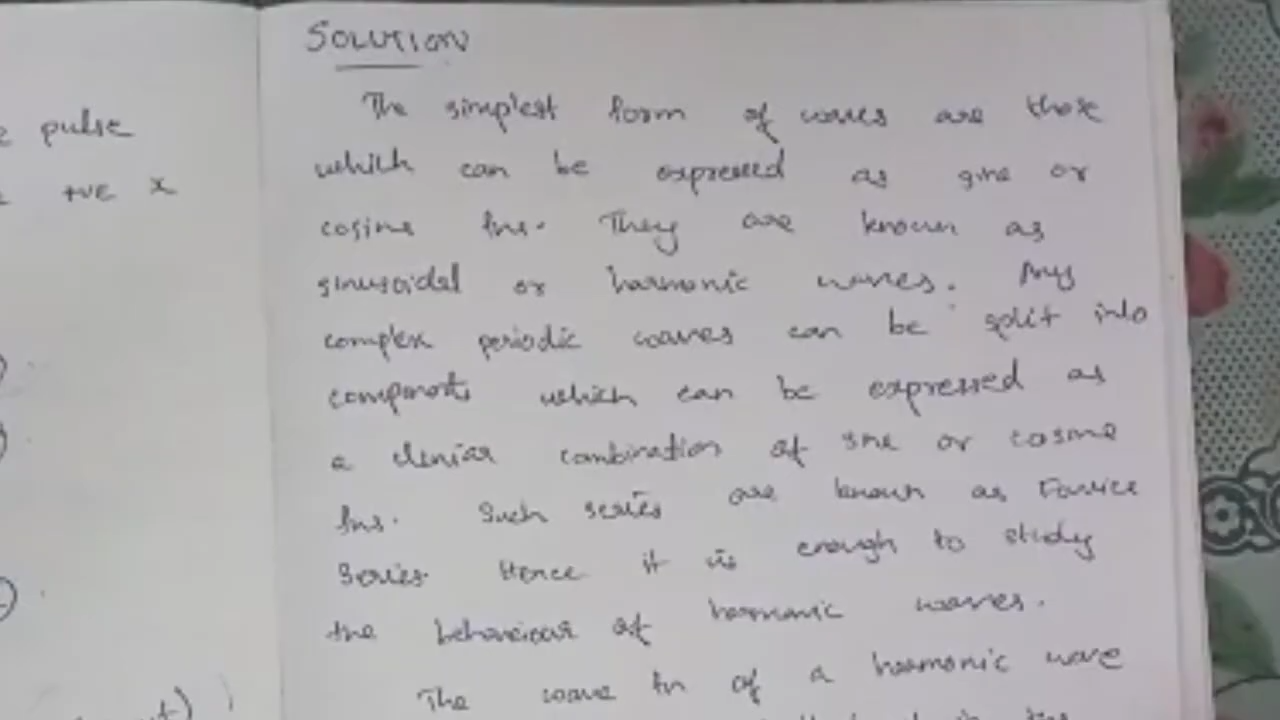 pulse
+ve x
SOLUTION
The simplest form of waves are those
which can be expressed as sine or
cosine fns. They are known as
sinusoidal or harmonic waves. Any
complex periodic waves can be split into
components which can be expressed as
a combination of sine or cosine
fns. Such series are known as Fourier
series. Hence it is enough to study
the behaviour of harmonic waves.
The wave fn of a harmonic wave